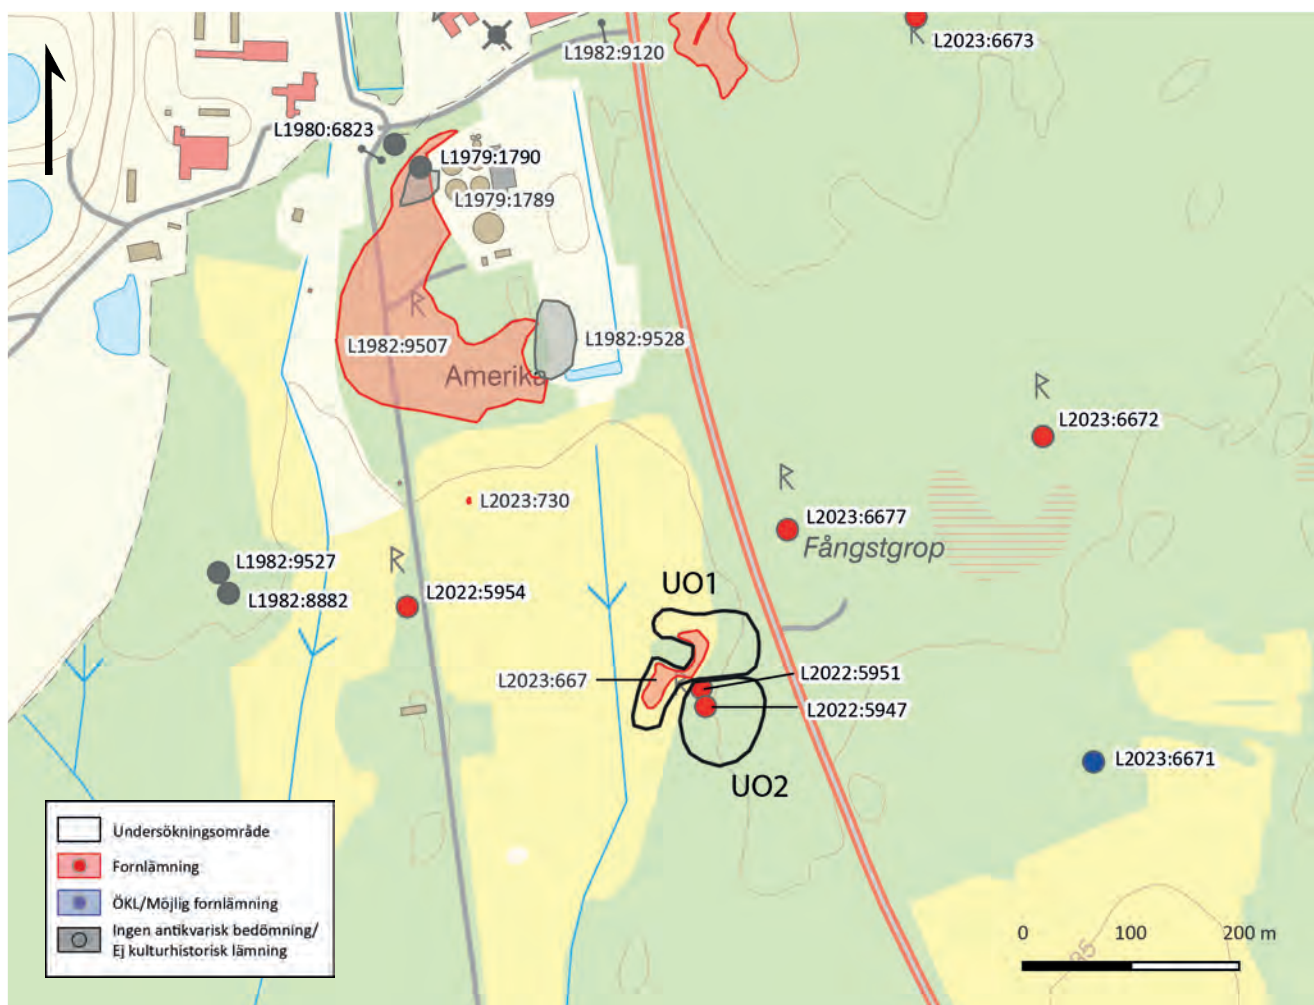 L2023:6673
L1982:9120
L1980:6823
L1979:1790
L1979:1789
L1982:9507
L1982:9528
Amerika
L2023:6672
L2023:730
L2023:6677
Fångstgrop
L1982:9527
L1982:8882
L2022:5954
UO1
L2023:667
L2022:5951
L2022:5947
L2023:6671
UO2
Undersökningsområde
Fornlämning
ÖKL/Möjlig fornlämning
Ingen antikvarisk bedömning/
Ej kulturhistorisk lämning
0 100 200 m